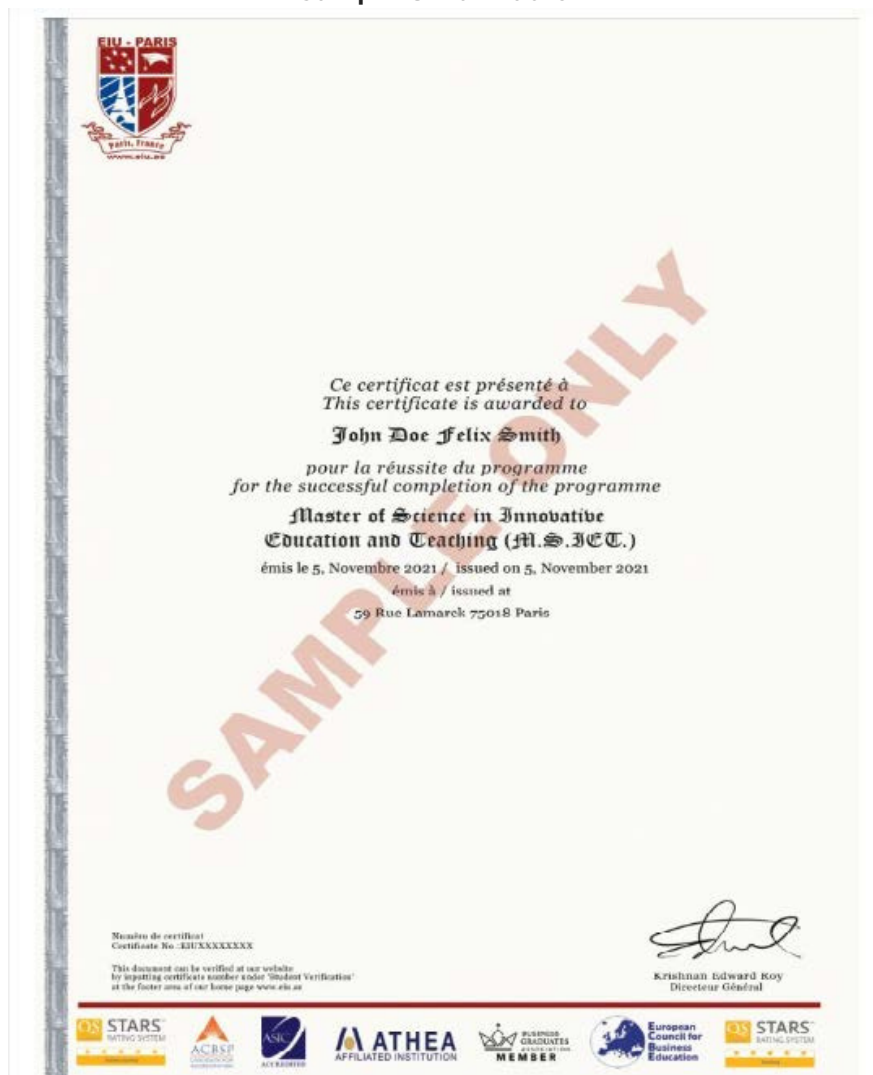 EIU - PARIS
Paris, France
www.eiu.ac
Ce certificat est présenté à
This certificate is awarded to
John Doe Felix Smith
pour la réussite du programme
for the successful completion of the programme
Master of Science in Innovative
Education and Teaching (M.S.IET.)
émis le 5, Novembre 2021 / issued on 5, November 2021
émis à / issued at
59 Rue Lamarck 75018 Paris
SAMPLE ONLY
Numéro de certificat
Certificate No :EIUXXXXXXXX
This document can be verified at our website
by inputting certificate number under 'Student Verification'
at the footer area of our home page www.eiu.ac
Krishnan Edward Roy
Directeur Général
QS STARS
RATING SYSTEM
ACBSP
ASIC
ACCREDITED
ATHEA
AFFILIATED INSTITUTION
BUSINESS
GRADUATES
ASSOCIATION
MEMBER
European
Council for
Business
Education
QS STARS
RATING SYSTEM